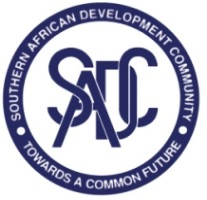 SOUTHERN AFRICAN DEVELOPMENT COMMUNITY
SADC
TOWARDS A COMMON FUTURE